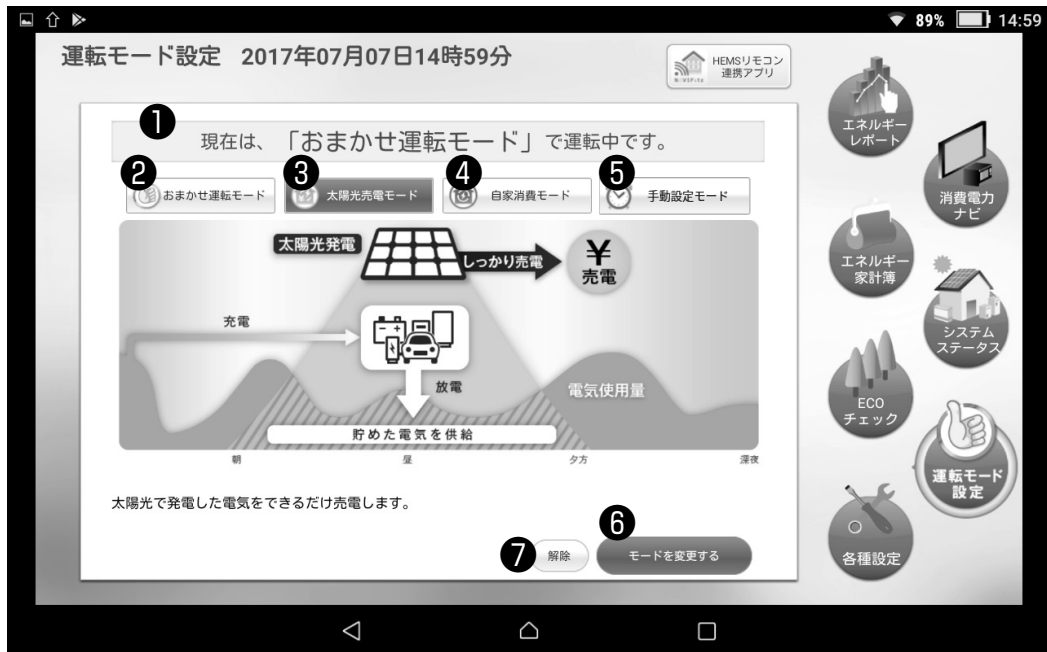 89% 14:59
運転モード設定 2017年07月07日14時59分
HEMSリモコン
連携アプリ
❶
現在は、「おまかせ運転モード」で運転中です。
❷ おまかせ運転モード
❸ 太陽光売電モード
❹ 自家消費モード
❺ 手動設定モード
太陽光発電
しっかり売電
¥
売電
充電
放電
電気使用量
貯めた電気を供給
朝 昼 夕方 深夜
太陽光で発電した電気をできるだけ売電します。
❼ 解除
❻ モードを変更する
エネルギー
レポート
消費電力
ナビ
エネルギー
家計簿
システム
ステータス
ECO
チェック
運転モード
設定
各種設定